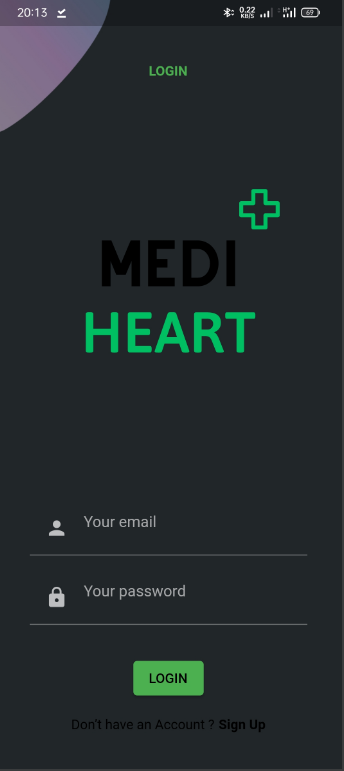 20:13 0.22 KB/S H+ 69
LOGIN
MEDI
HEART
Your email
Your password
LOGIN
Don't have an Account ? Sign Up